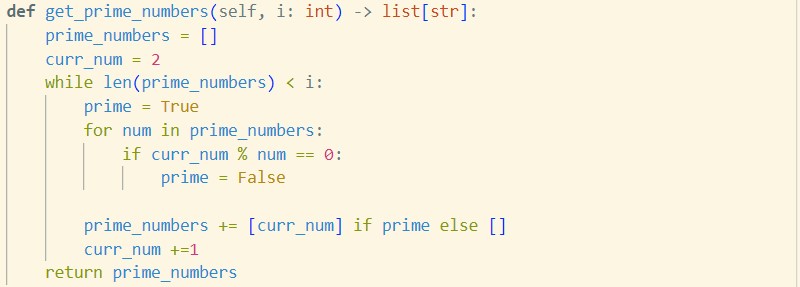 def get_prime_numbers(self, i: int) -> list[str]:
    prime_numbers = []
    curr_num = 2
    while len(prime_numbers) < i:
        prime = True
        for num in prime_numbers:
            if curr_num % num == 0:
                prime = False

        prime_numbers += [curr_num] if prime else []
        curr_num +=1
    return prime_numbers